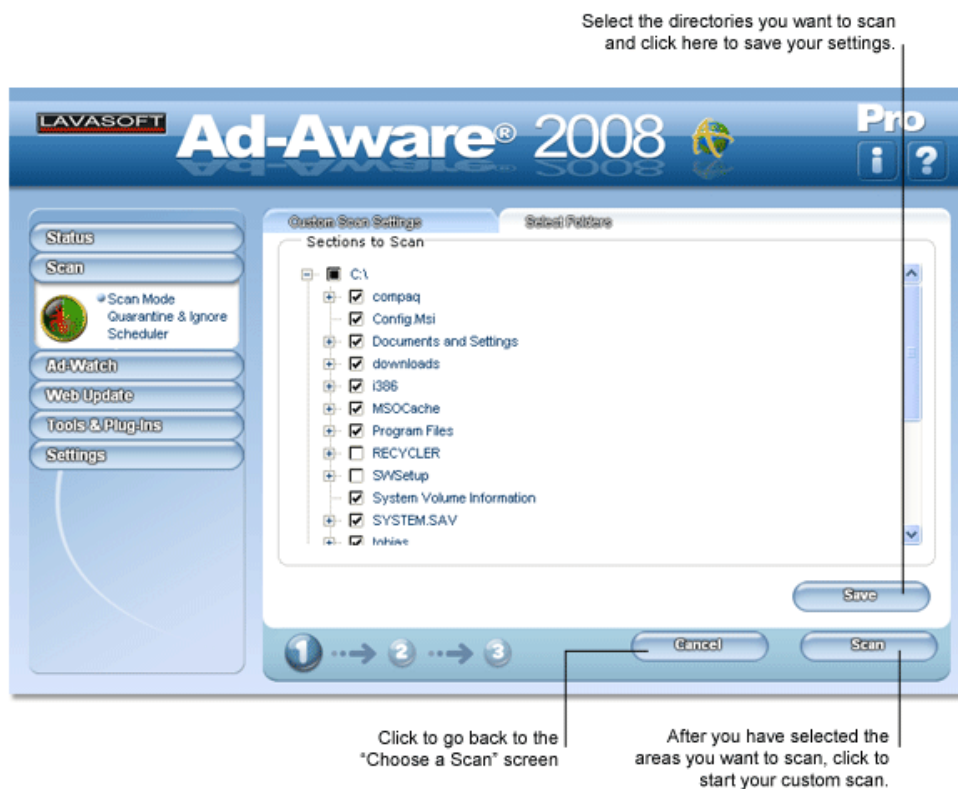 Select the directories you want to scan
and click here to save your settings.
LAVASOFT
Ad-Aware® 2008
Pro
i ?
Status
Scan
Scan Mode
Quarantine & Ignore
Scheduler
Ad-Watch
Web Update
Tools & Plug-Ins
Settings
Custom Scan Settings
Select Folders
Sections to Scan
C:\
compaq
Config.Msi
Documents and Settings
downloads
i386
MSOCache
Program Files
RECYCLER
SWSetup
System Volume Information
SYSTEM.SAV
tobias
Save
1 2 3
Cancel
Scan
Click to go back to the
"Choose a Scan" screen
After you have selected the
areas you want to scan, click to
start your custom scan.